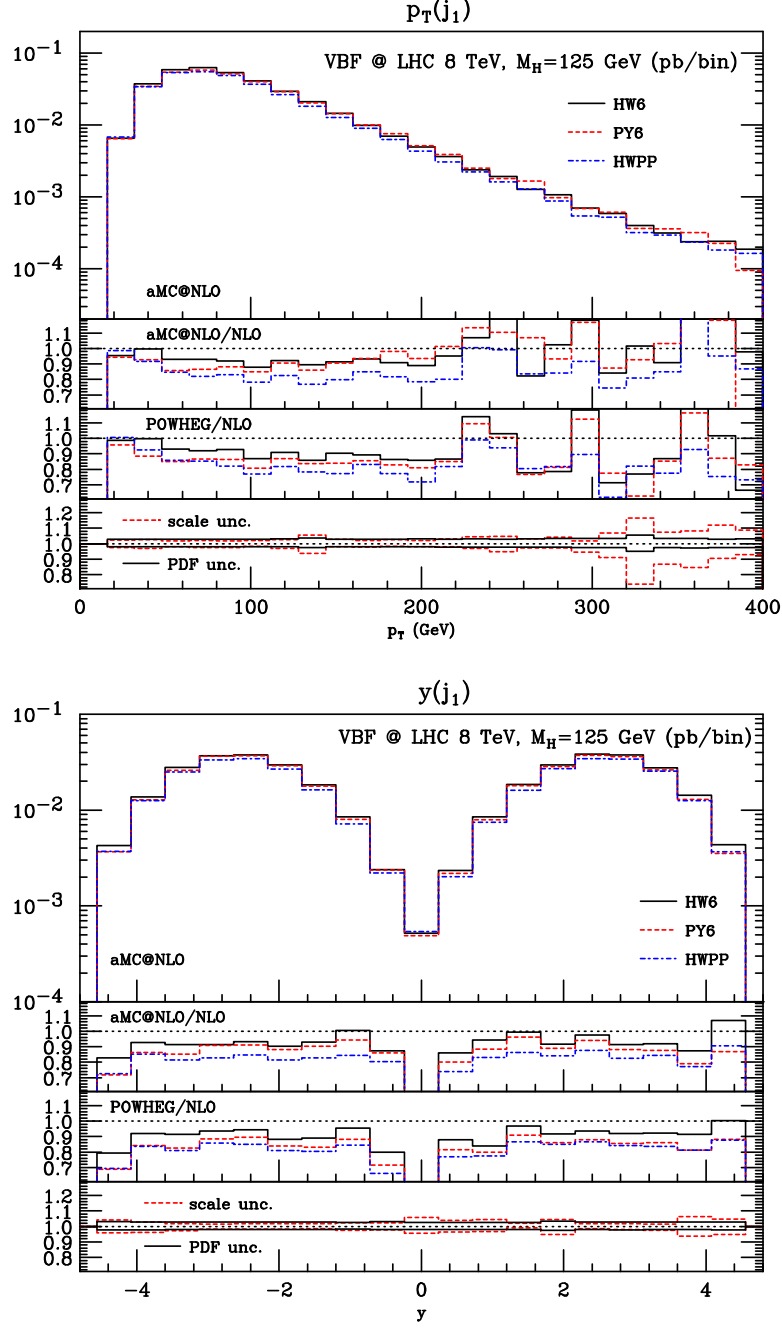 p_T(j_1)
10^-1
VBF @ LHC 8 TeV, M_H=125 GeV (pb/bin)
HW6
10^-2
PY6
HWPP
10^-3
10^-4
aMC@NLO
1.1
aMC@NLO/NLO
1.0
0.9
0.8
0.7
1.1
POWHEG/NLO
1.0
0.9
0.8
0.7
1.2
scale unc.
1.1
1.0
0.9
PDF unc.
0.8
0 100 200 300 400
p_T (GeV)
y(j_1)
10^-1
VBF @ LHC 8 TeV, M_H=125 GeV (pb/bin)
10^-2
10^-3
HW6
PY6
aMC@NLO
HWPP
10^-4
1.1
aMC@NLO/NLO
1.0
0.9
0.8
0.7
1.1
POWHEG/NLO
1.0
0.9
0.8
0.7
1.2
scale unc.
1.1
1.0
0.9
PDF unc.
0.8
−4 −2 0 2 4
y